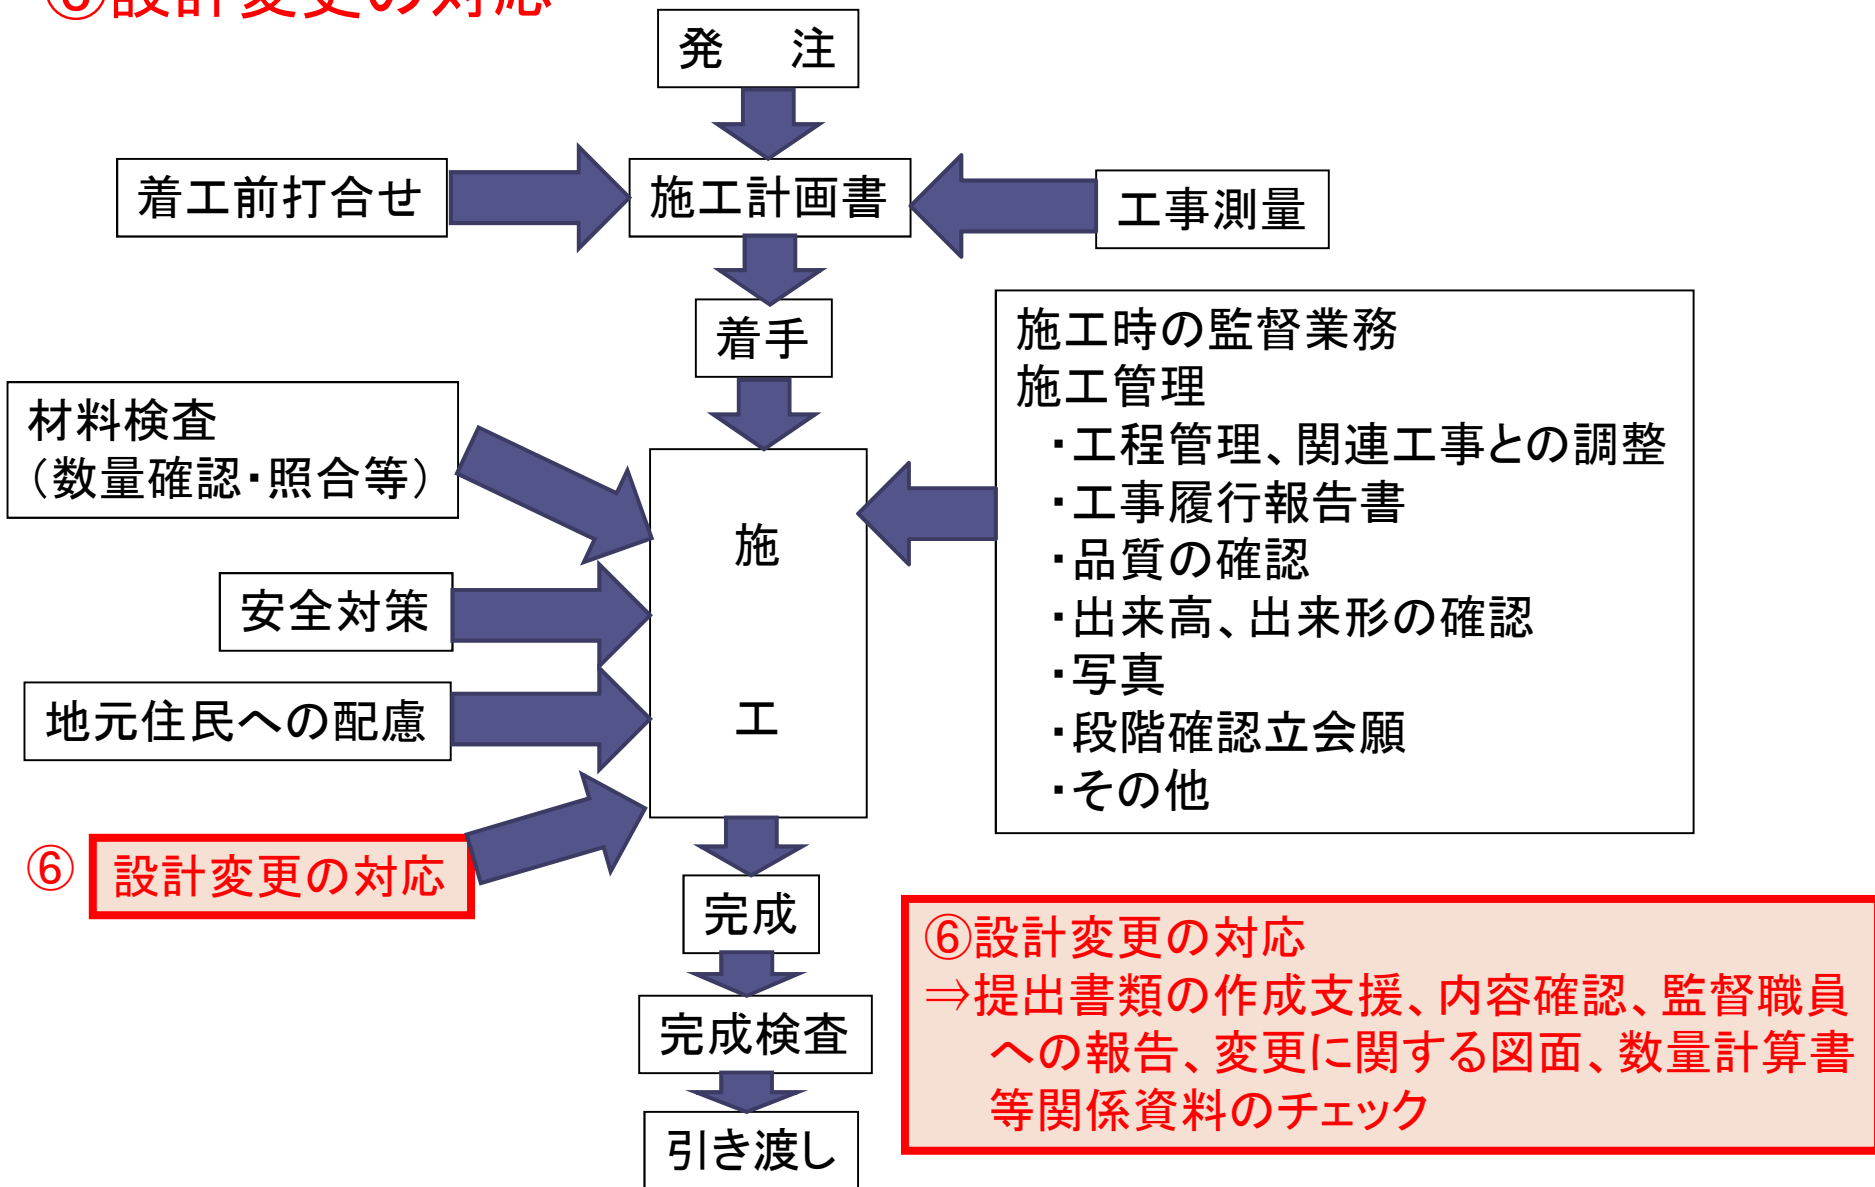 ⑥設計変更の対応
発　注
着工前打合せ
施工計画書
工事測量
着手
材料検査
（数量確認・照合等）
安全対策
地元住民への配慮
⑥
設計変更の対応
施
工
施工時の監督業務
施工管理
・工程管理、関連工事との調整
・工事履行報告書
・品質の確認
・出来高、出来形の確認
・写真
・段階確認立会願
・その他
完成
完成検査
引き渡し
⑥設計変更の対応
⇒提出書類の作成支援、内容確認、監督職員
への報告、変更に関する図面、数量計算書
等関係資料のチェック